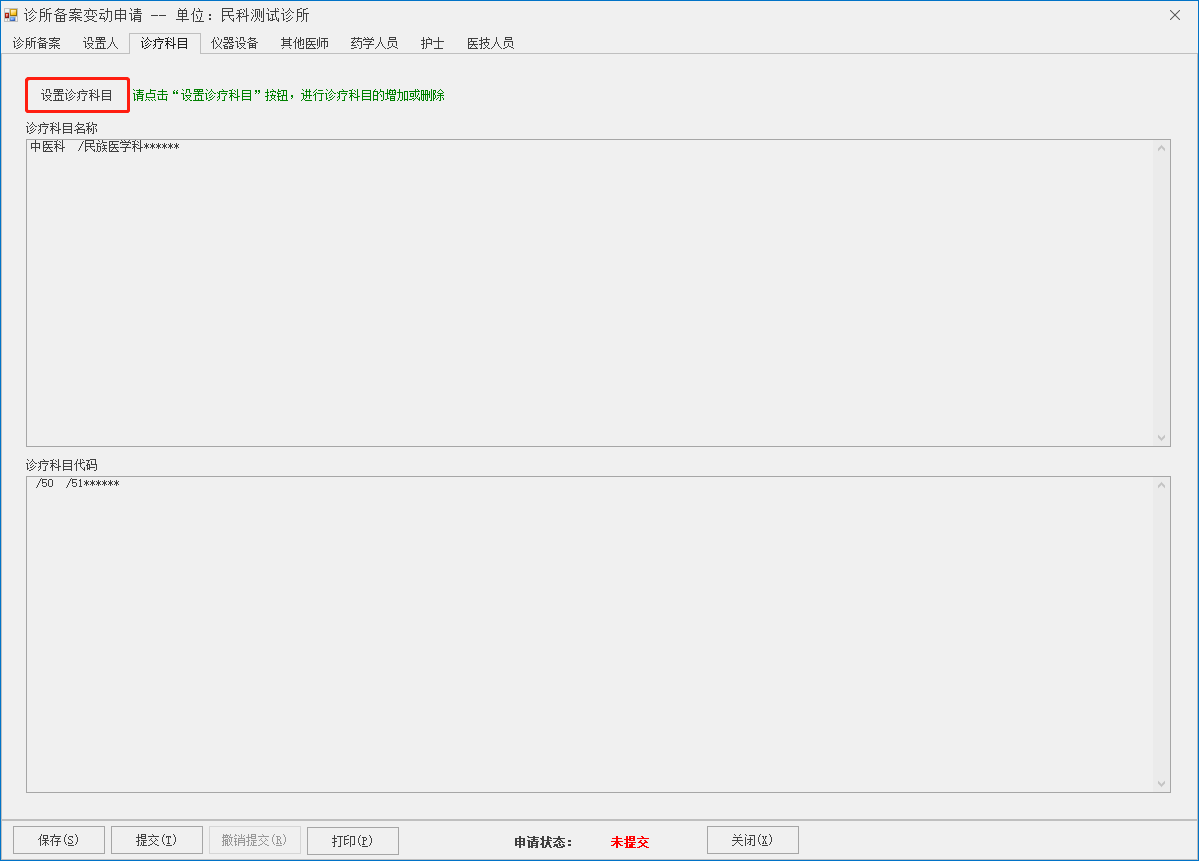 诊所备案变动申请 -- 单位：民科测试诊所
诊所备案 设置人 诊疗科目 仪器设备 其他医师 药学人员 护士 医技人员
设置诊疗科目 请点击“设置诊疗科目”按钮，进行诊疗科目的增加或删除
诊疗科目名称
中医科 /民族医学科******
诊疗科目代码
/50 /51******
保存(S) 提交(T) 撤销提交(R) 打印(P) 申请状态： 未提交 关闭(X)